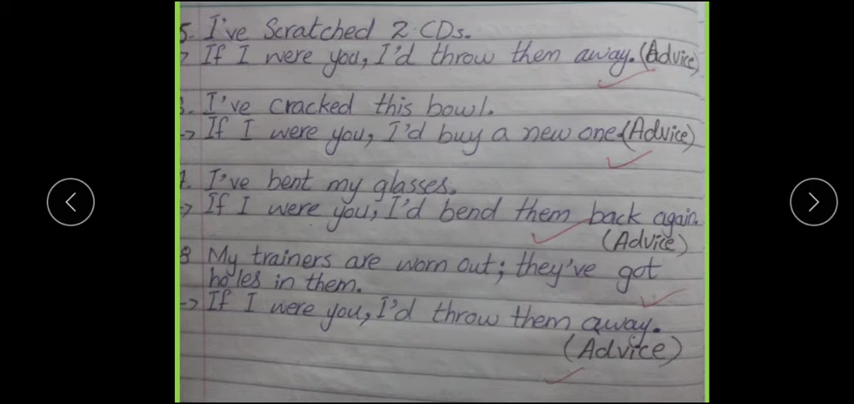 5. I've Scratched 2 CDs.
→ If I were you, I'd throw them away. (Advice)
I've cracked this bowl.
→ If I were you, I'd buy a new one. (Advice)
7. I've bent my glasses.
→ If I were you, I'd bend them back again.
(Advice)
8 My trainers are worn out; they've got
holes in them.
→ If I were you, I'd throw them away.
(Advice)